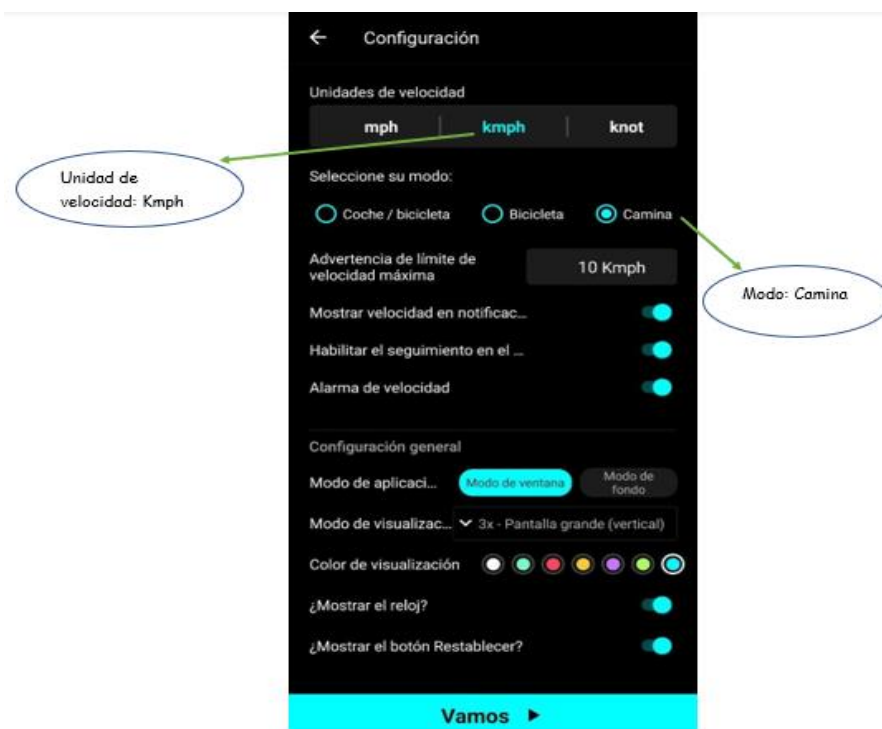 Configuración
Unidades de velocidad
mph kmph knot
Unidad de
velocidad: Kmph
Seleccione su modo:
Coche / bicicleta Bicicleta Camina
Advertencia de límite de
velocidad máxima
10 Kmph
Modo: Camina
Mostrar velocidad en notificac...
Habilitar el seguimiento en el ...
Alarma de velocidad
Configuración general
Modo de aplicaci... Modo de ventana Modo de
fondo
Modo de visualizac... 3x - Pantalla grande (vertical)
Color de visualización
¿Mostrar el reloj?
¿Mostrar el botón Restablecer?
Vamos